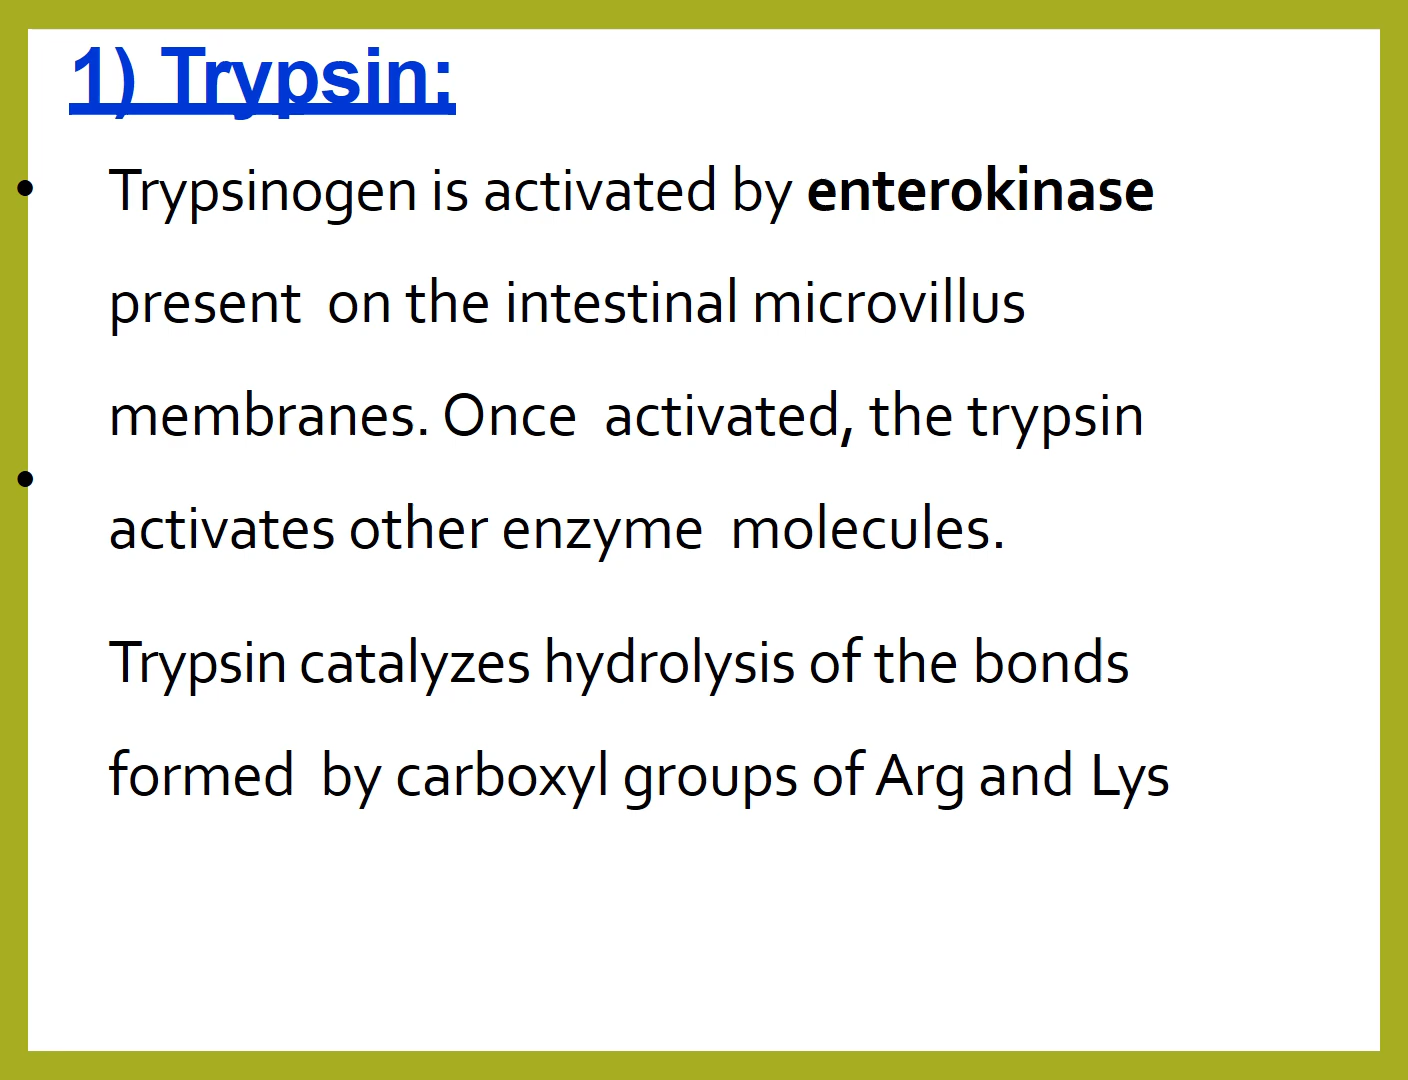 1) Trypsin:
• Trypsinogen is activated by enterokinase
present on the intestinal microvillus
membranes. Once activated, the trypsin
• activates other enzyme molecules.
Trypsin catalyzes hydrolysis of the bonds
formed by carboxyl groups of Arg and Lys